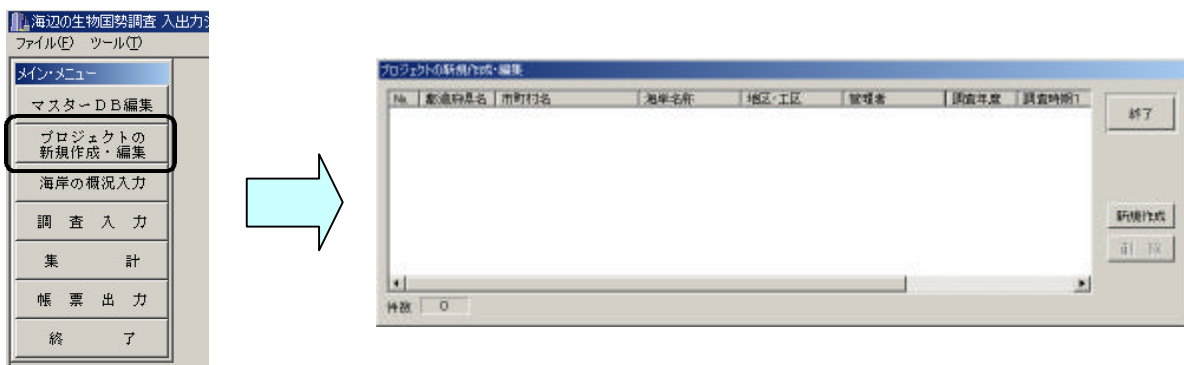 海辺の生物国勢調査 入出力
ファイル(F) ツール(T)
メイン・メニュー
マスターDB編集
プロジェクトの
新規作成・編集
海岸の概況入力
調査入力
集計
帳票出力
終了
プロジェクトの新規作成・編集
No. 都道府県名 市町村名 海岸名称 地区・工区 管理者 調査年度 調査時期1
終了
新規作成
削除
件数 0